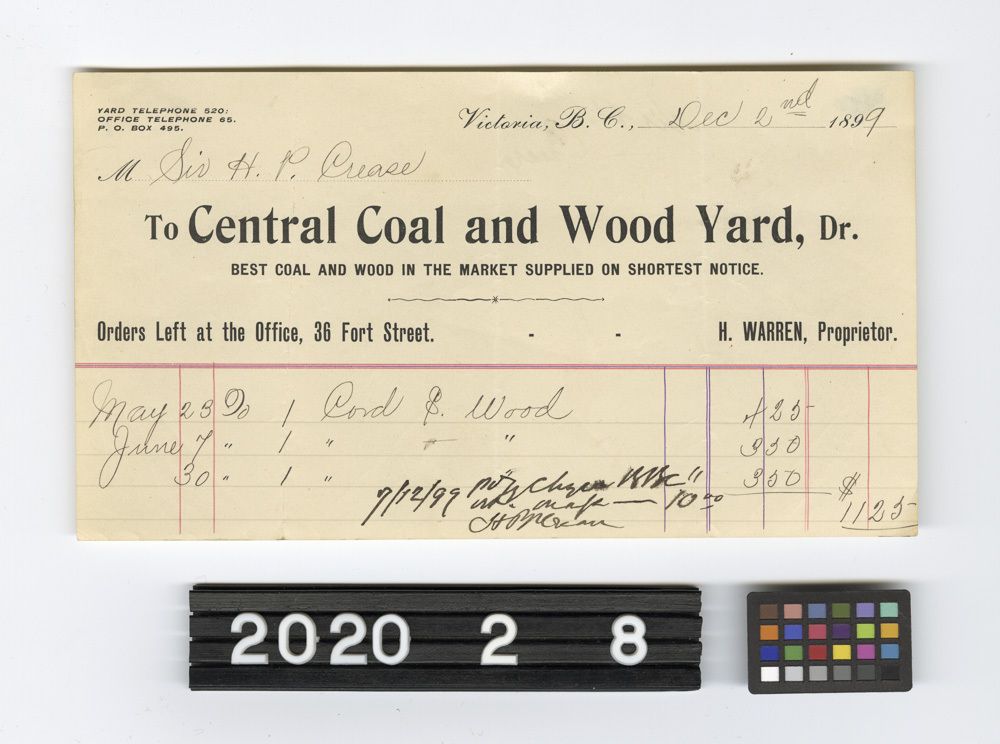 YARD TELEPHONE 520:
OFFICE TELEPHONE 65.
P. O. BOX 495.
Victoria, B. C., Dec 2nd 1899
M Sir H. P. Crease
To Central Coal and Wood Yard, Dr.
BEST COAL AND WOOD IN THE MARKET SUPPLIED ON SHORTEST NOTICE.
Orders Left at the Office, 36 Fort Street. - - H. WARREN, Proprietor.
May 23 To 1 Cord C. Wood 4 25
June 7 " 1 " " 3 50
30 " 1 " 3 50 $
7/12/99 10 00 11 25
2020 2 8